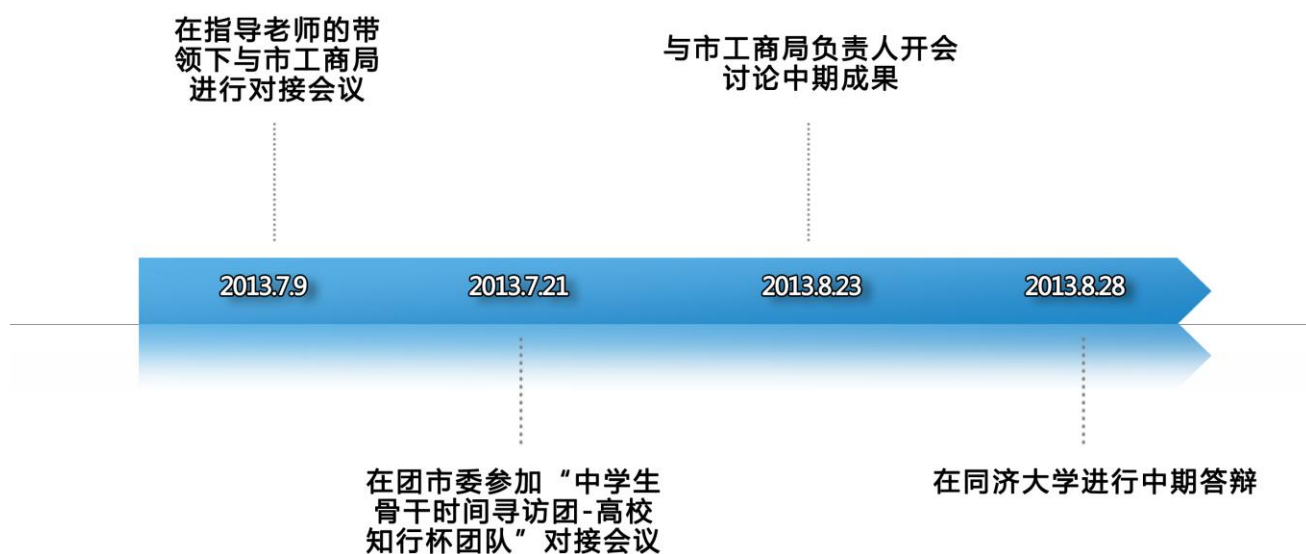 在指导老师的带
领下与市工商局
进行对接会议
与市工商局负责人开会
讨论中期成果
2013.7.9
2013.7.21
2013.8.23
2013.8.28
在团市委参加“中学生
骨干时间寻访团-高校
知行杯团队”对接会议
在同济大学进行中期答辩